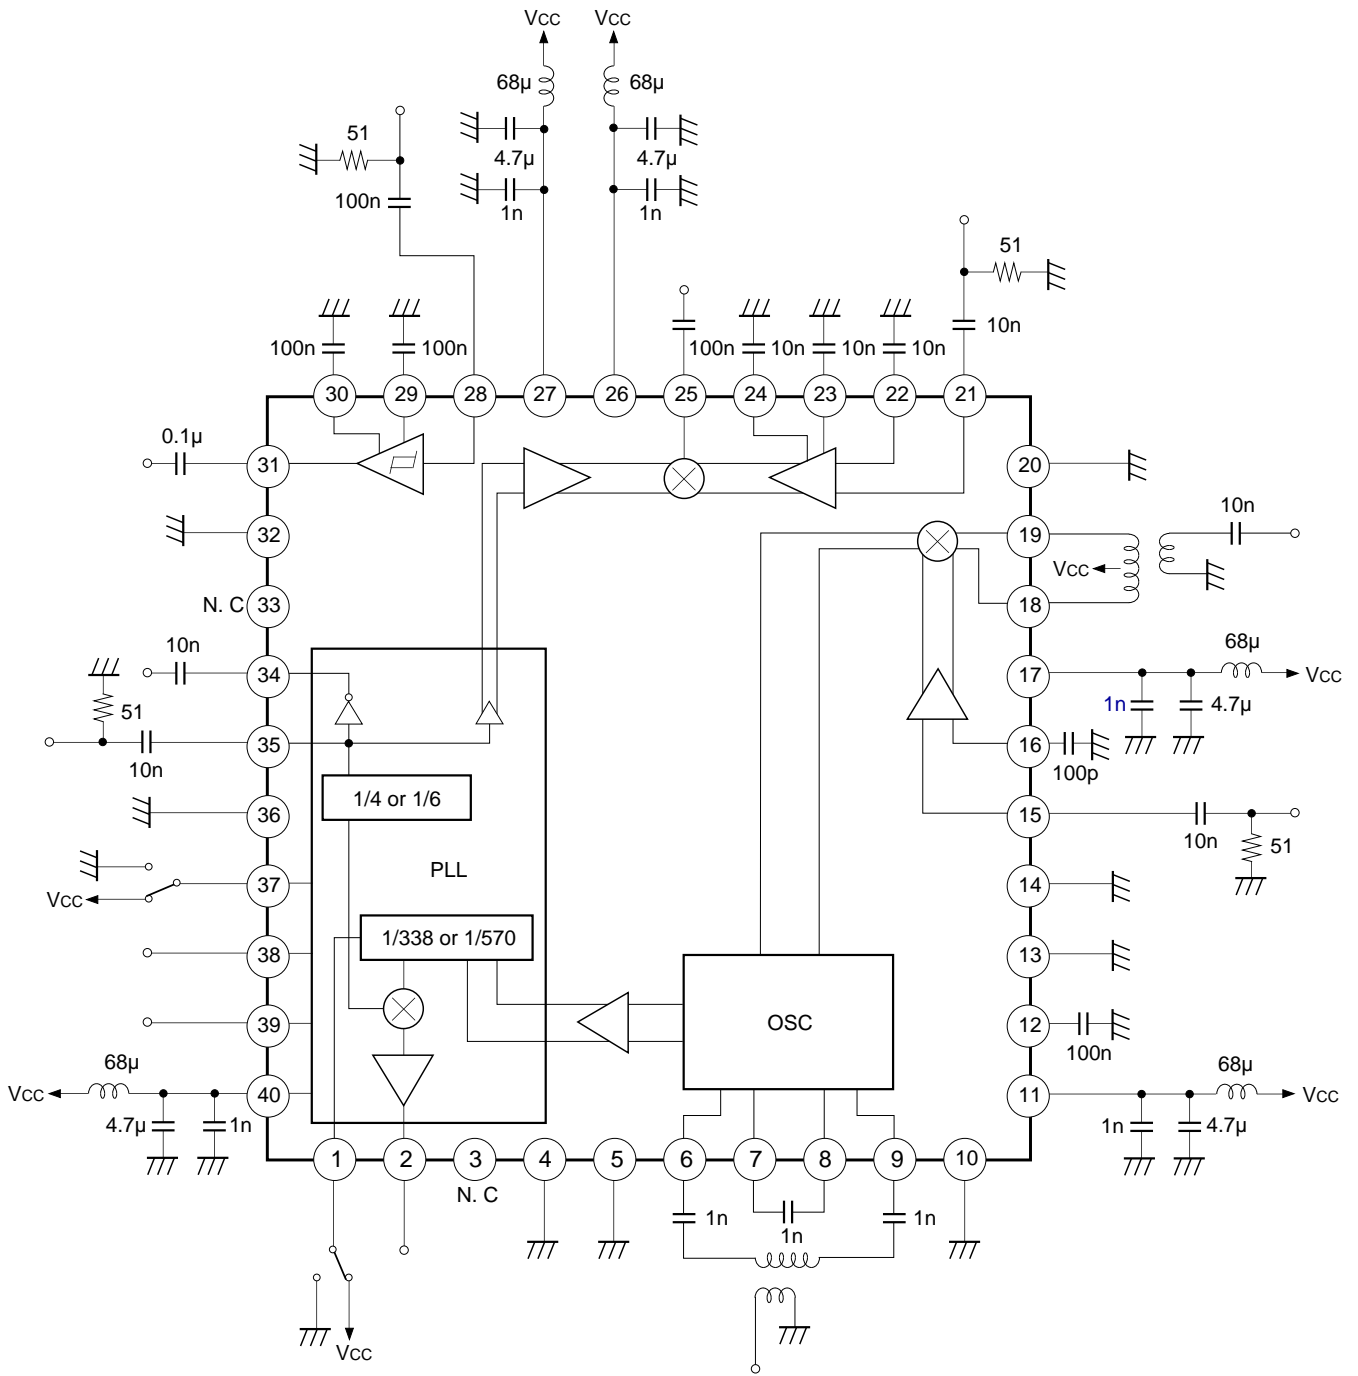 Vcc Vcc
68µ 68µ
51
4.7µ 4.7µ
100n
1n 1n
51
10n
100n 100n 100n 10n 10n 10n
30 29 28 27 26 25 24 23 22 21
0.1µ
31 20
10n
32 19
Vcc
N. C 33 18
10n
34 17 68µ Vcc
51 1n 4.7µ
35 16
10n 100p
1/4 or 1/6
36 15
10n 51
PLL
37 14
Vcc
1/338 or 1/570
38 13
OSC
39 12
100n
68µ 68µ
Vcc 40 11 Vcc
4.7µ 1n 1n 4.7µ
1 2 3 4 5 6 7 8 9 10
N. C
1n 1n 1n
Vcc